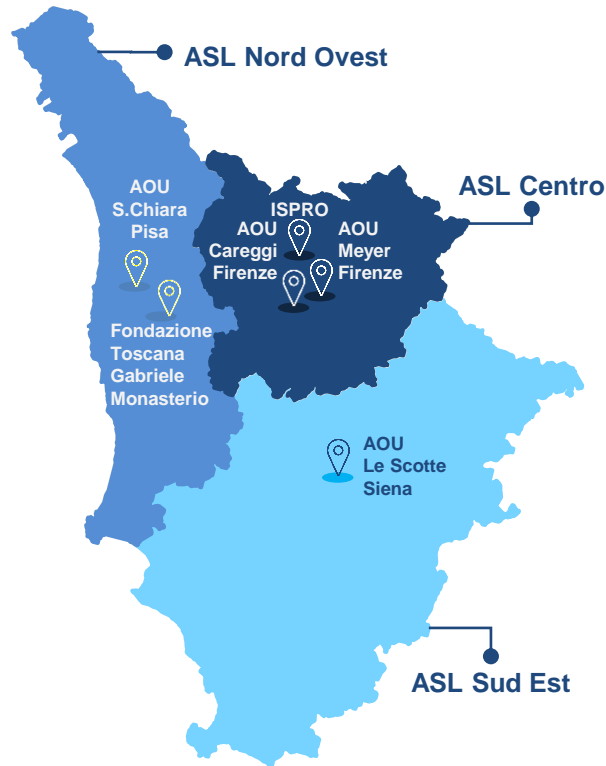 ASL Nord Ovest
AOU
S.Chiara
Pisa
Fondazione
Toscana
Gabriele
Monasterio
ASL Centro
ISPRO
AOU
Careggi
Firenze
AOU
Meyer
Firenze
AOU
Le Scotte
Siena
ASL Sud Est